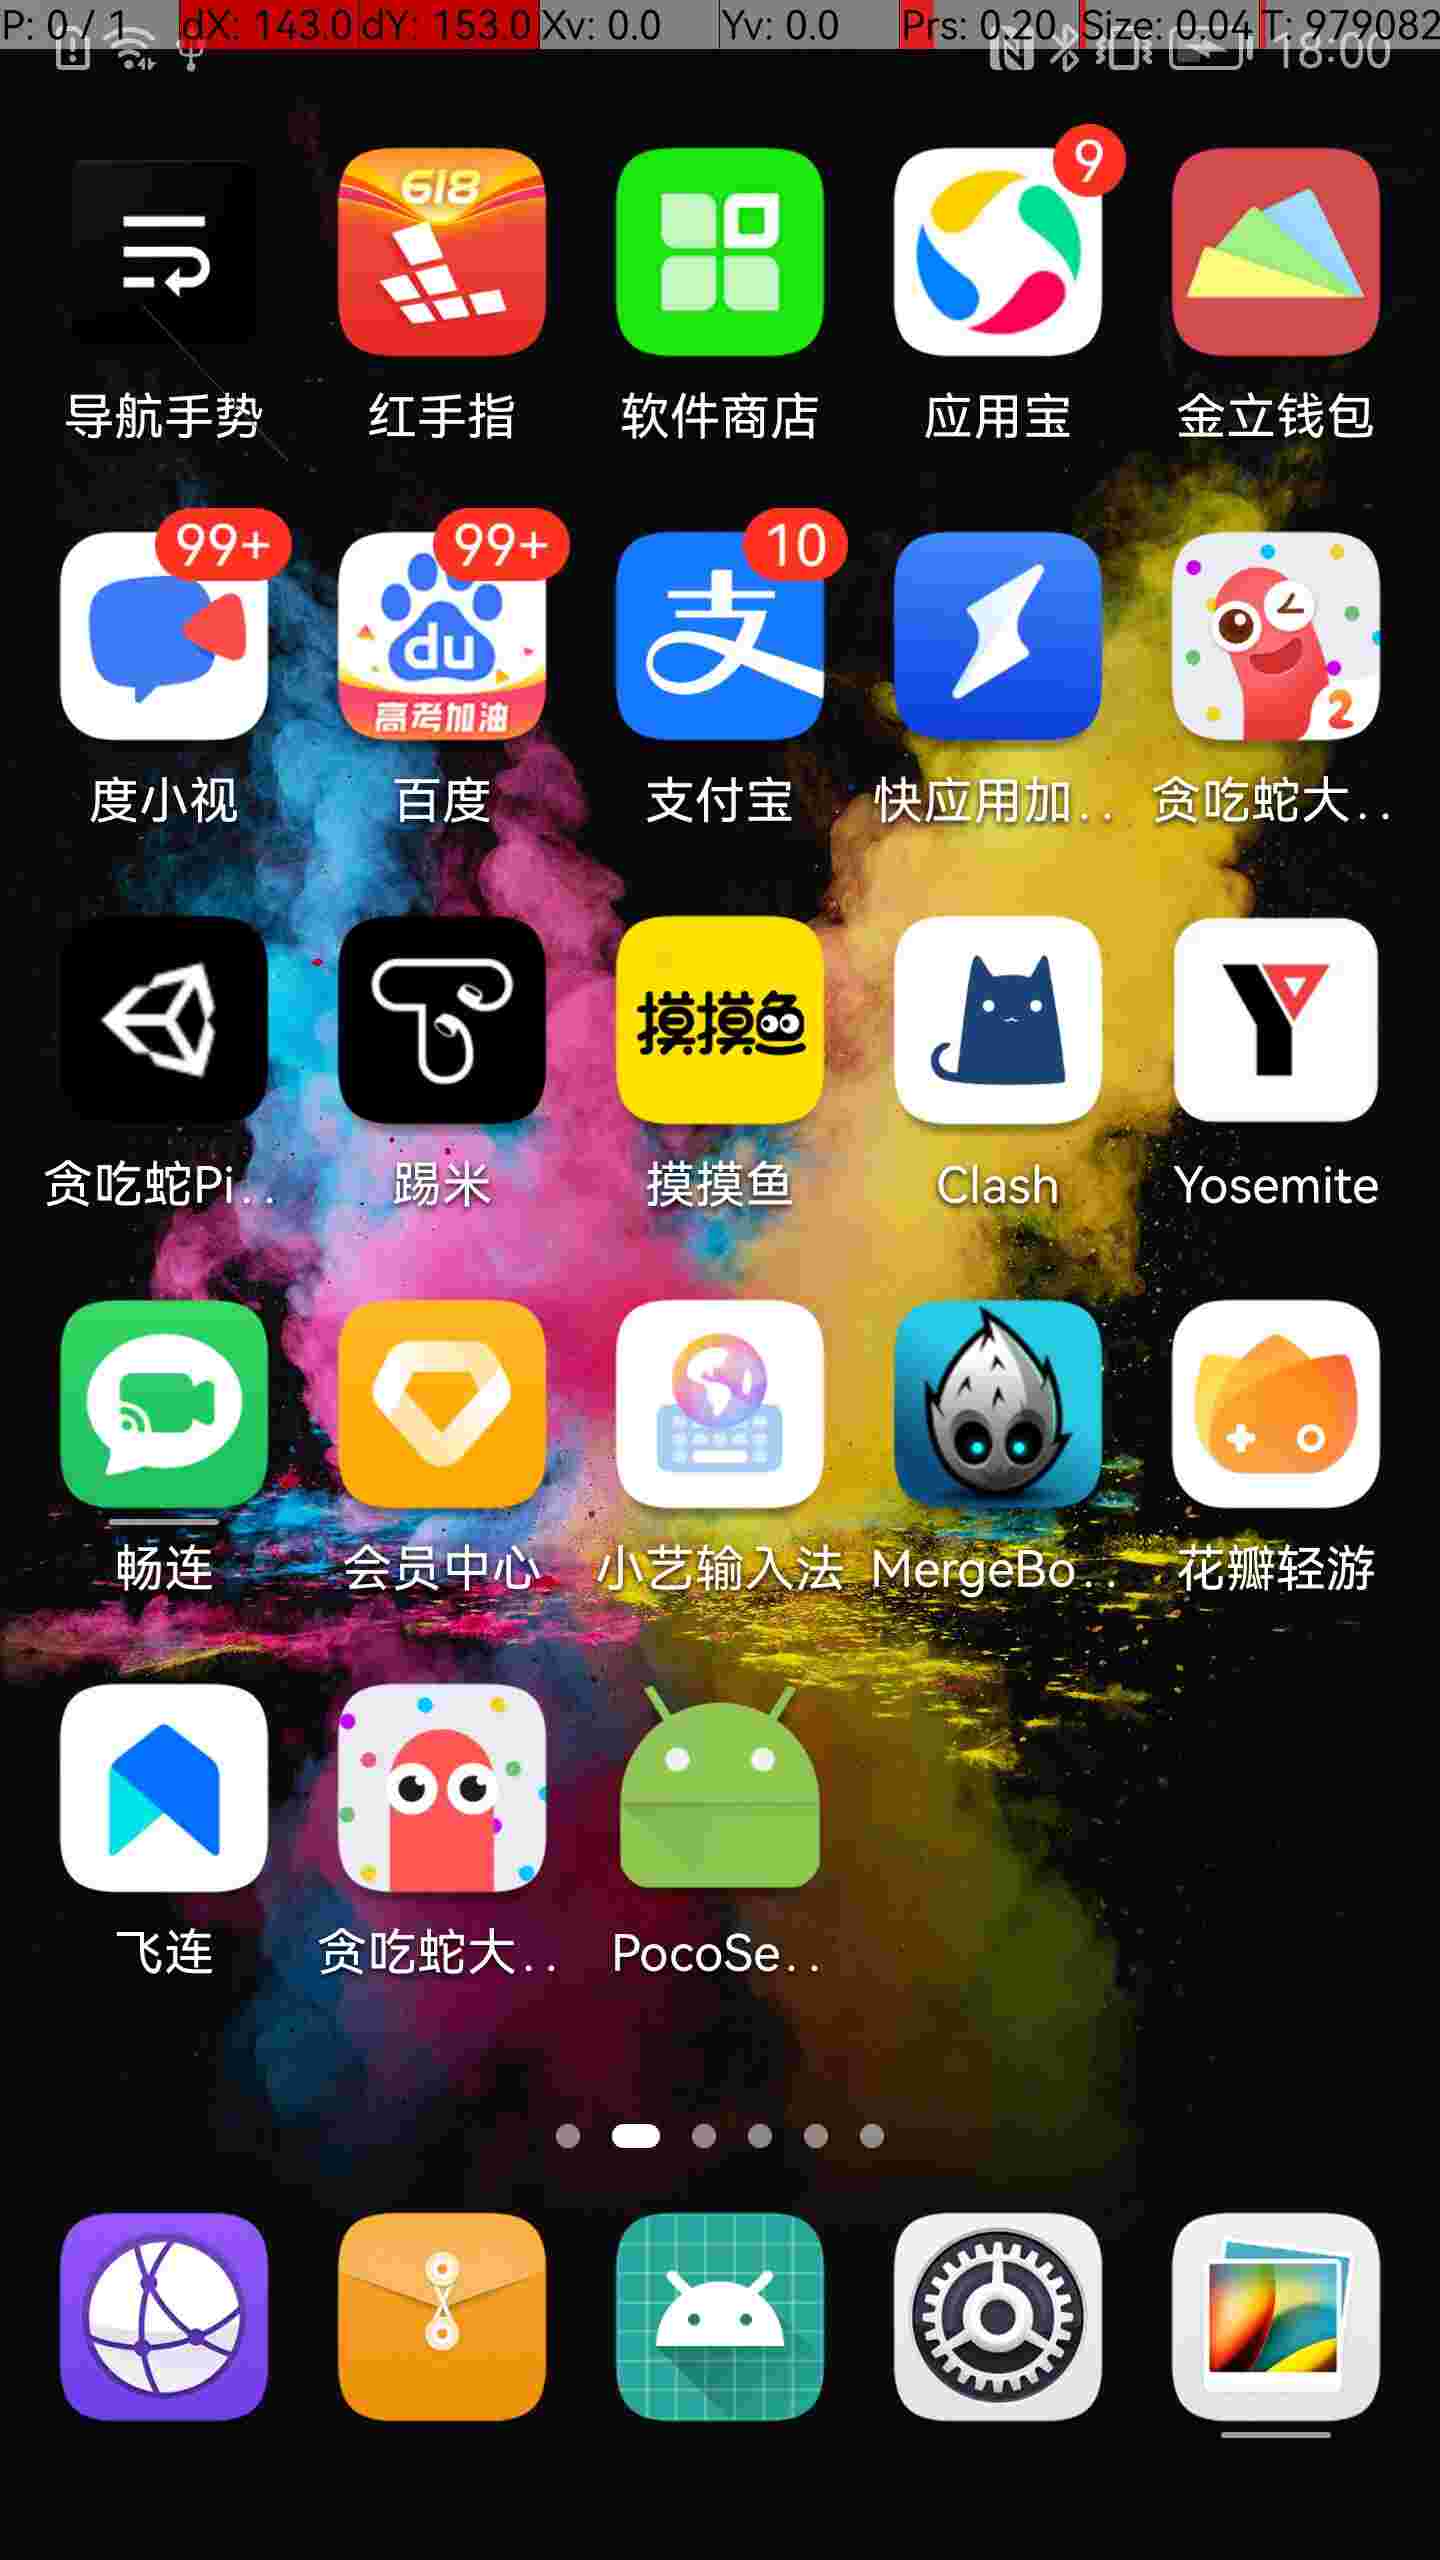 P: 0 / 1 dX: 143.0 dY: 153.0 Xv: 0.0 Yv: 0.0 Prs: 0.20 Size: 0.04 T: 979082
18:00
618
9
导航手势 红手指 软件商店 应用宝 金立钱包
99+ 99+ 10
du 支
高考加油 2
度小视 百度 支付宝 快应用加.. 贪吃蛇大..
摸摸鱼
贪吃蛇Pi.. 踢米 摸摸鱼 Clash Yosemite
畅连 会员中心 小艺输入法 MergeBo.. 花瓣轻游
飞连 贪吃蛇大.. PocoSe..